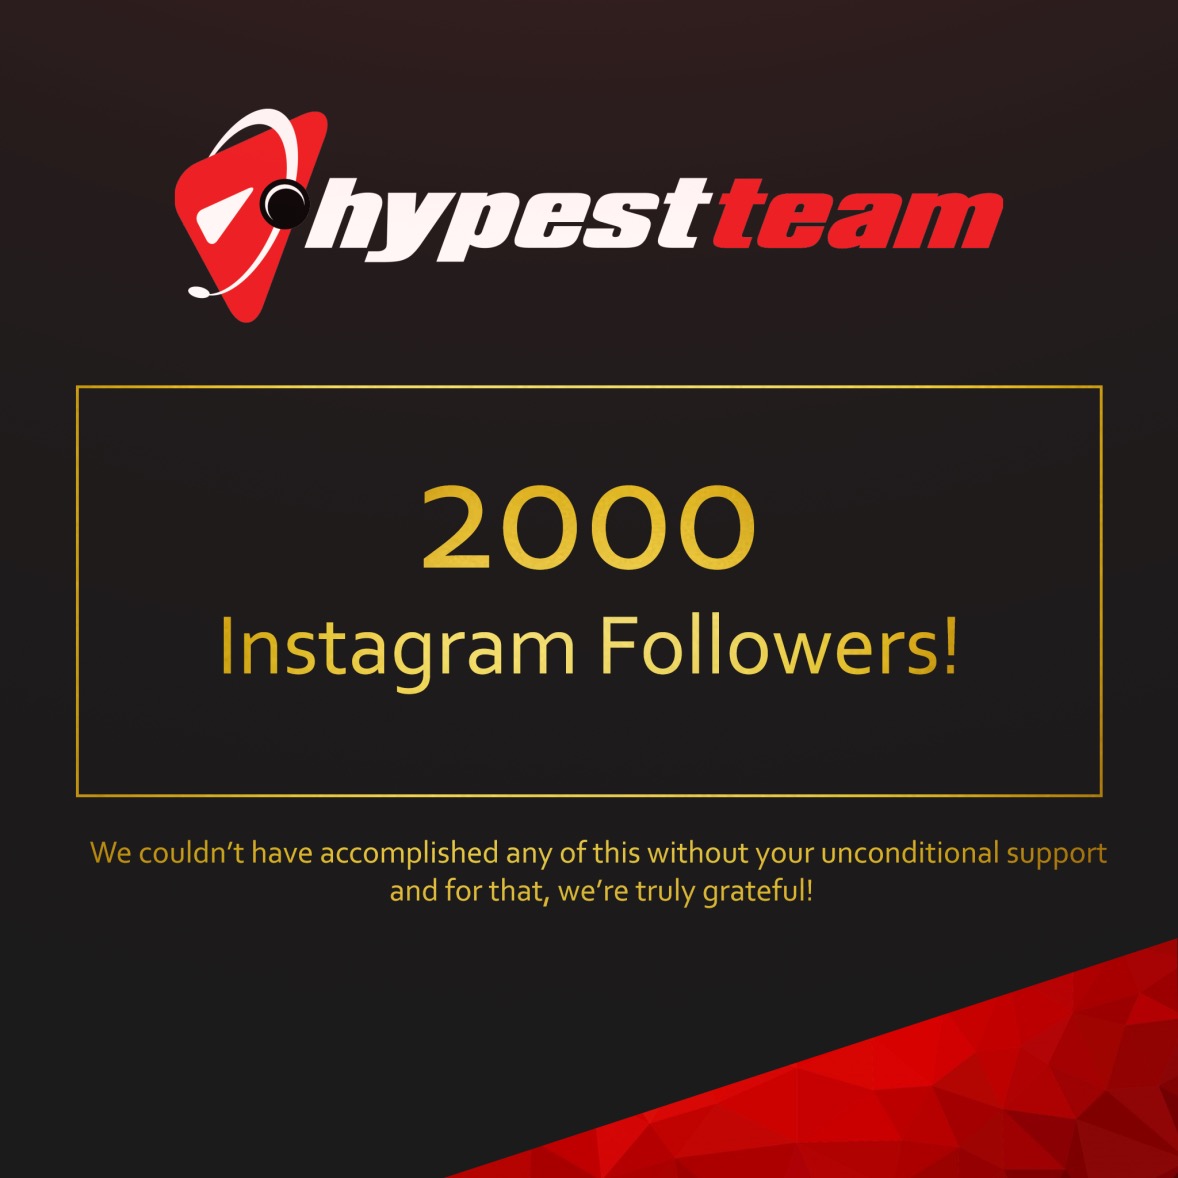 hypestteam
2000
Instagram Followers!
We couldn’t have accomplished any of this without your unconditional support
and for that, we’re truly grateful!